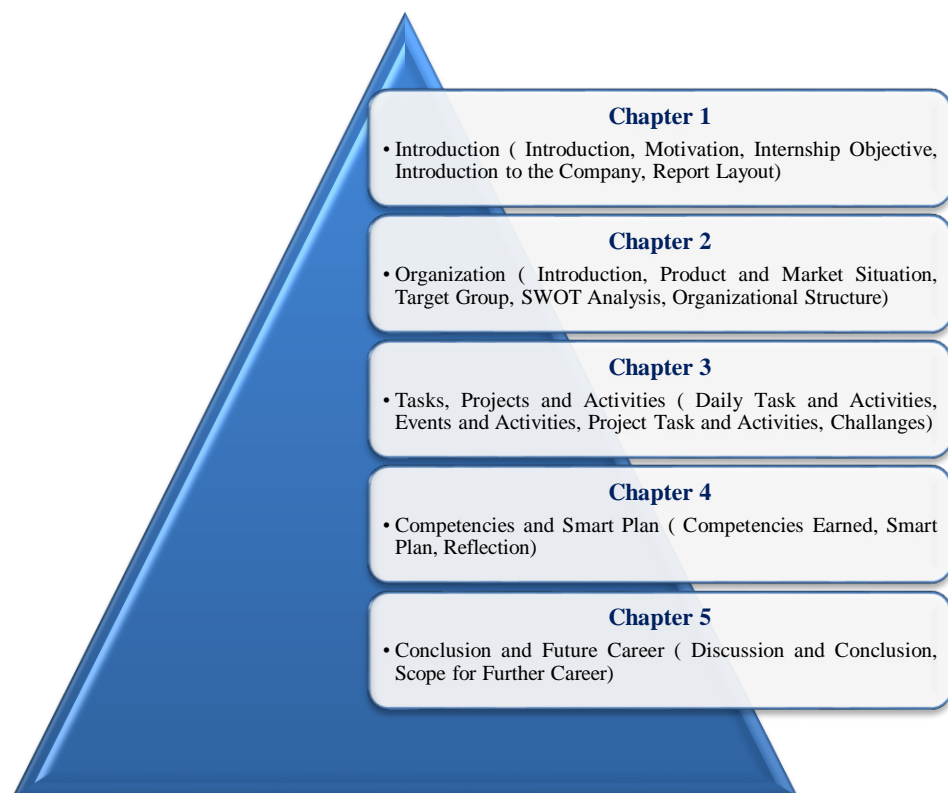 Chapter 1
• Introduction ( Introduction, Motivation, Internship Objective,
Introduction to the Company, Report Layout)
Chapter 2
• Organization ( Introduction, Product and Market Situation,
Target Group, SWOT Analysis, Organizational Structure)
Chapter 3
• Tasks, Projects and Activities ( Daily Task and Activities,
Events and Activities, Project Task and Activities, Challanges)
Chapter 4
• Competencies and Smart Plan ( Competencies Earned, Smart
Plan, Reflection)
Chapter 5
• Conclusion and Future Career ( Discussion and Conclusion,
Scope for Further Career)